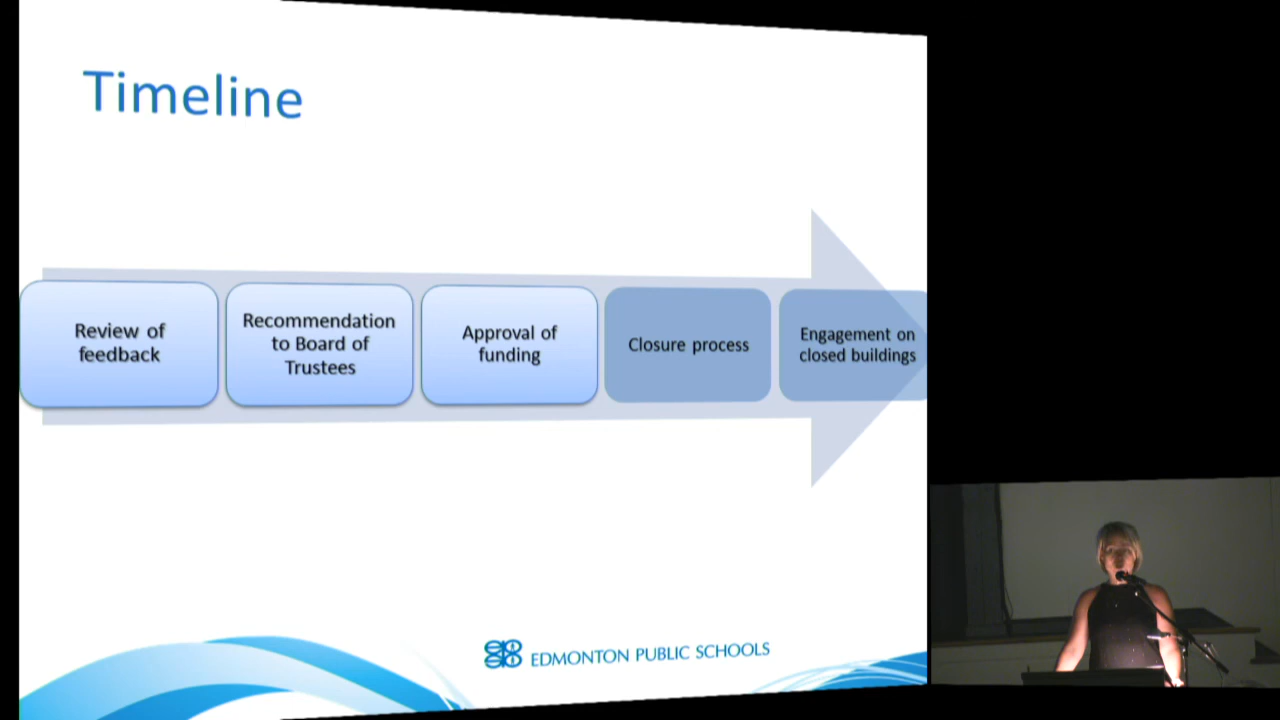 Timeline
Review of
feedback
Recommendation
to Board of
Trustees
Approval of
funding
Closure process
Engagement on
closed buildings
EDMONTON PUBLIC SCHOOLS